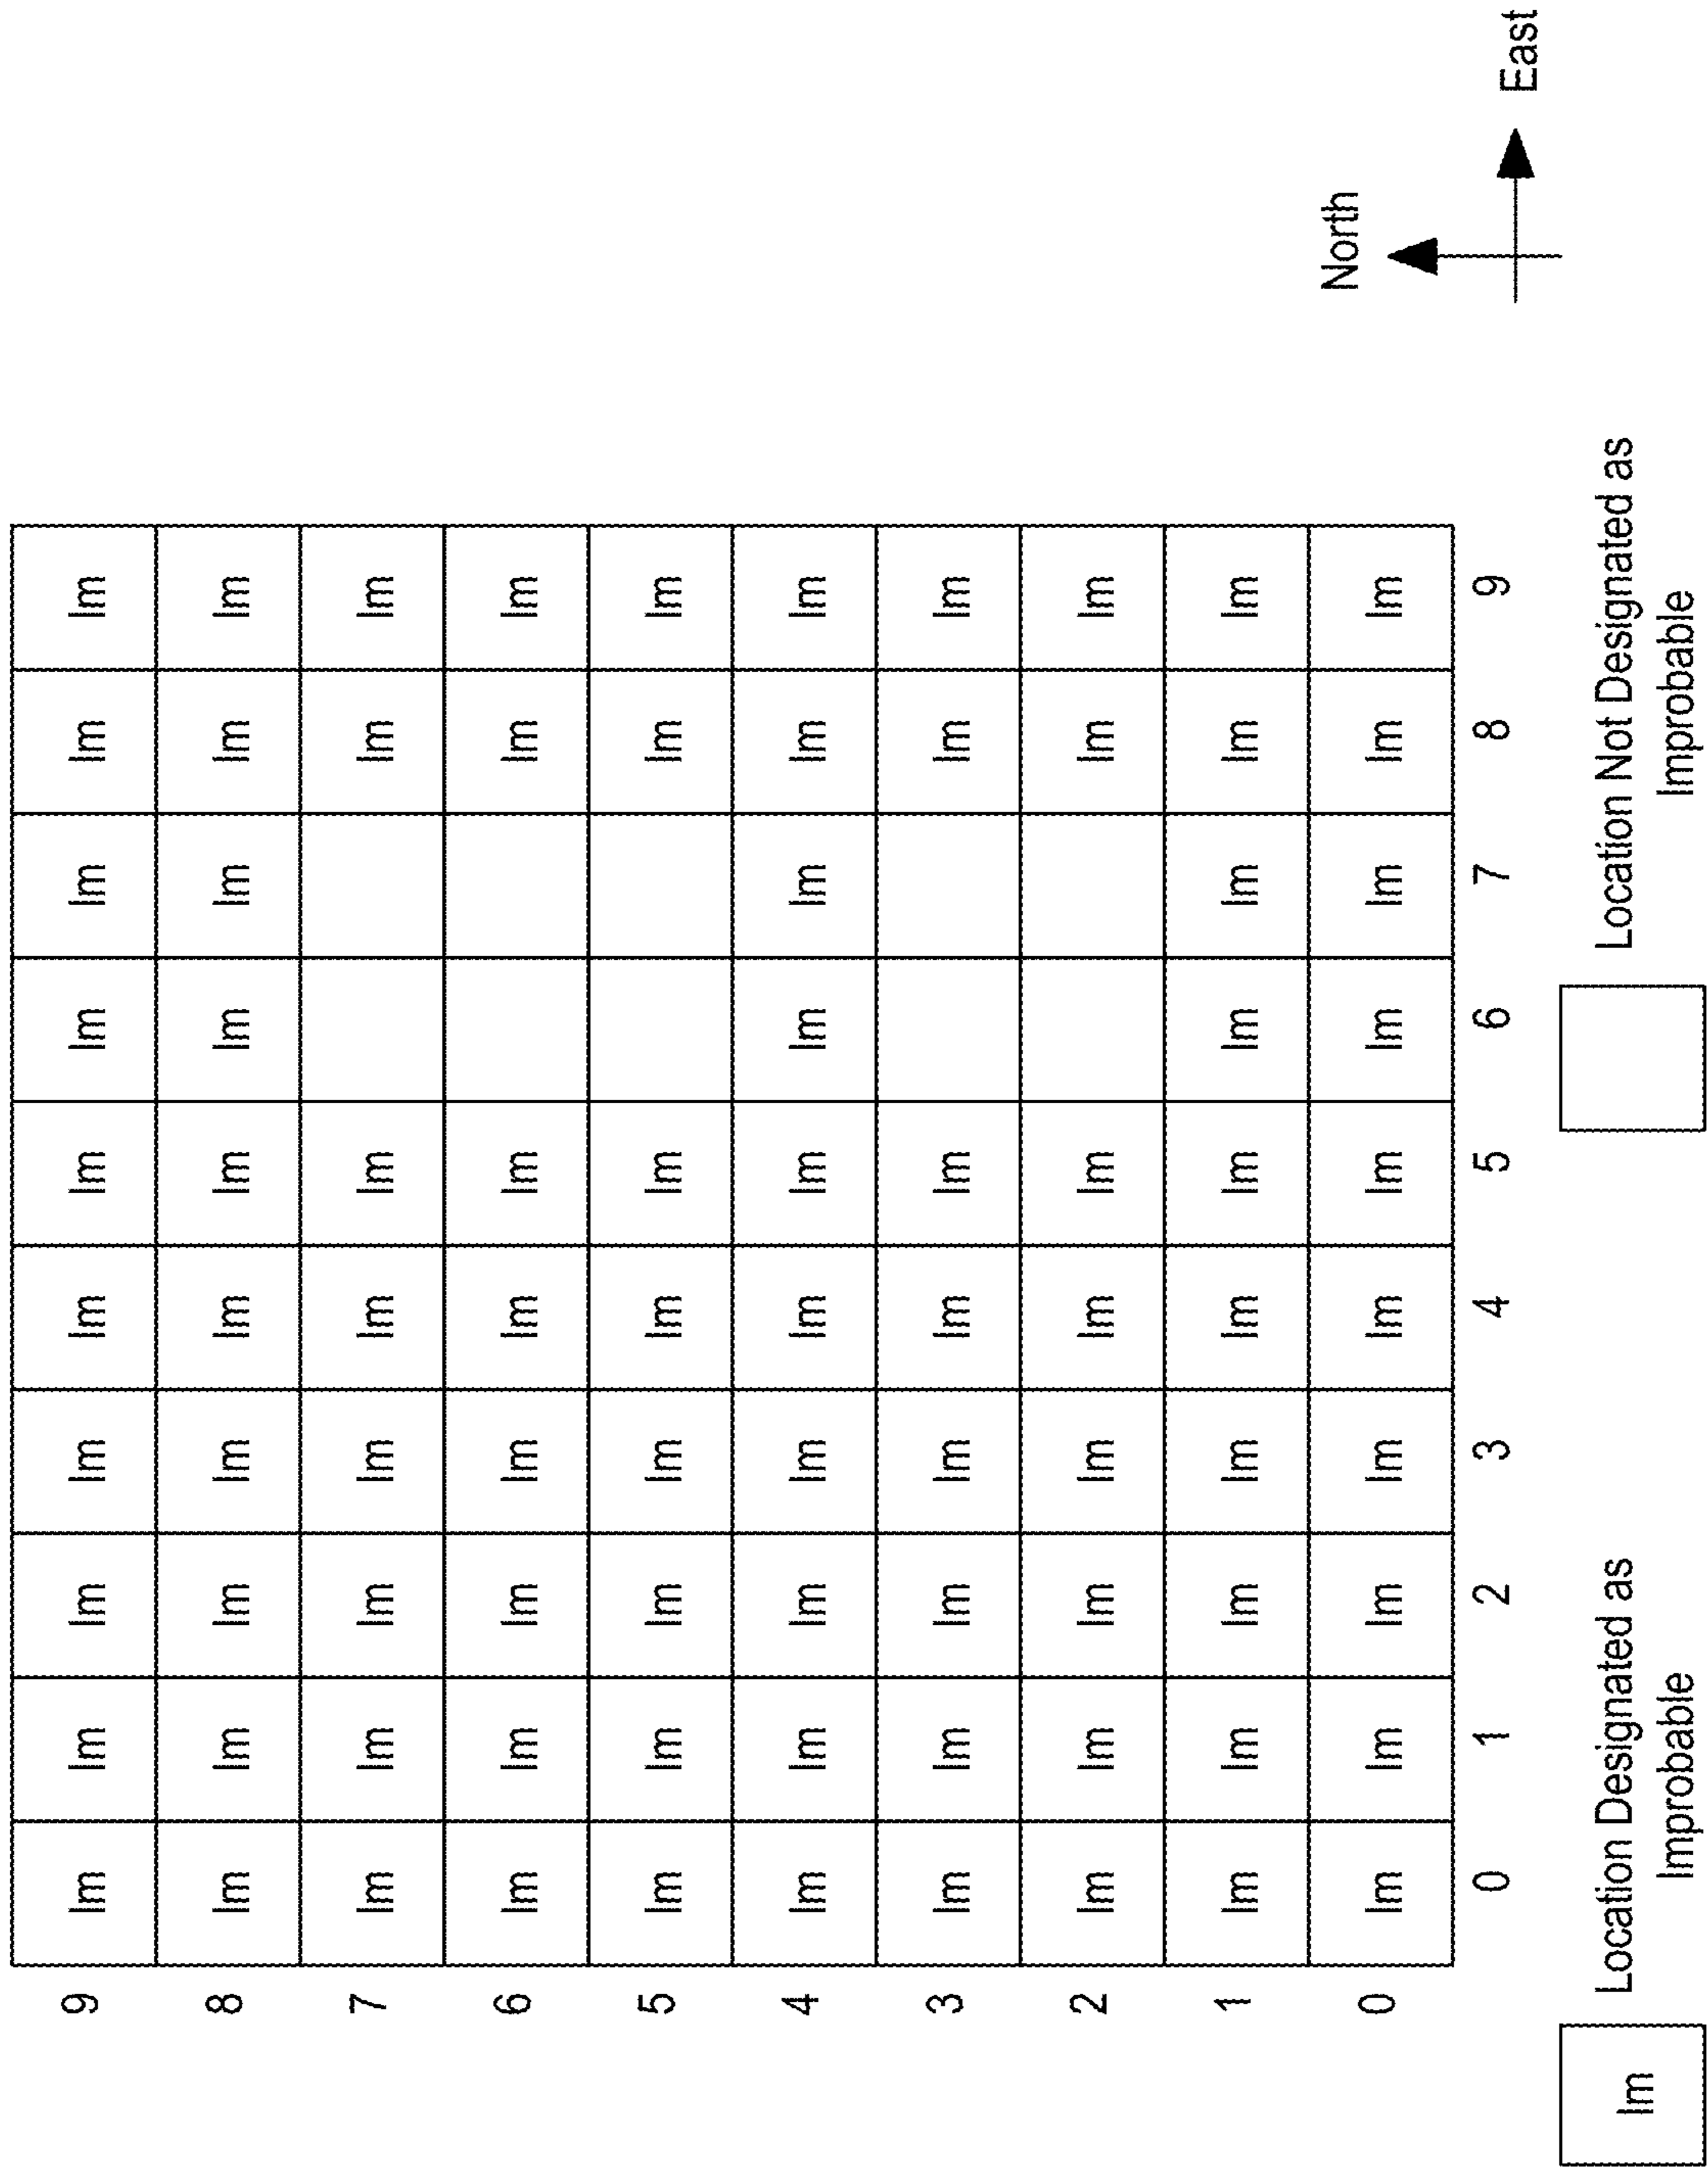 9 Im Im Im Im Im Im Im Im Im Im
8 Im Im Im Im Im Im Im Im Im Im
7 Im Im Im Im Im Im Im Im
6 Im Im Im Im Im Im Im Im
5 Im Im Im Im Im Im Im Im
4 Im Im Im Im Im Im Im Im Im Im
3 Im Im Im Im Im Im Im Im
2 Im Im Im Im Im Im Im Im
1 Im Im Im Im Im Im Im Im Im Im
0 Im Im Im Im Im Im Im Im Im Im
0 1 2 3 4 5 6 7 8 9
North
East
Im
Location Designated as
Improbable
Location Not Designated as
Improbable